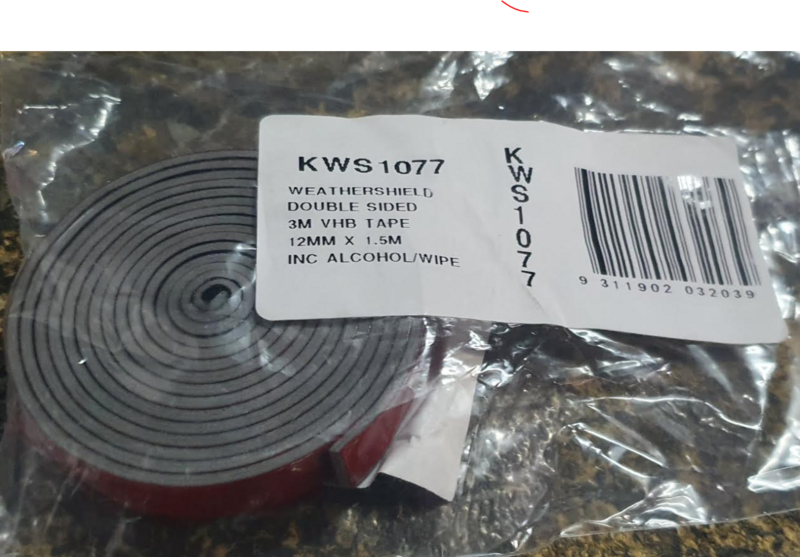 KWS1077
WEATHERSHIELD
DOUBLE SIDED
3M VHB TAPE
12MM X 1.5M
INC ALCOHOL/WIPE
KWS1077
9 311902 032039